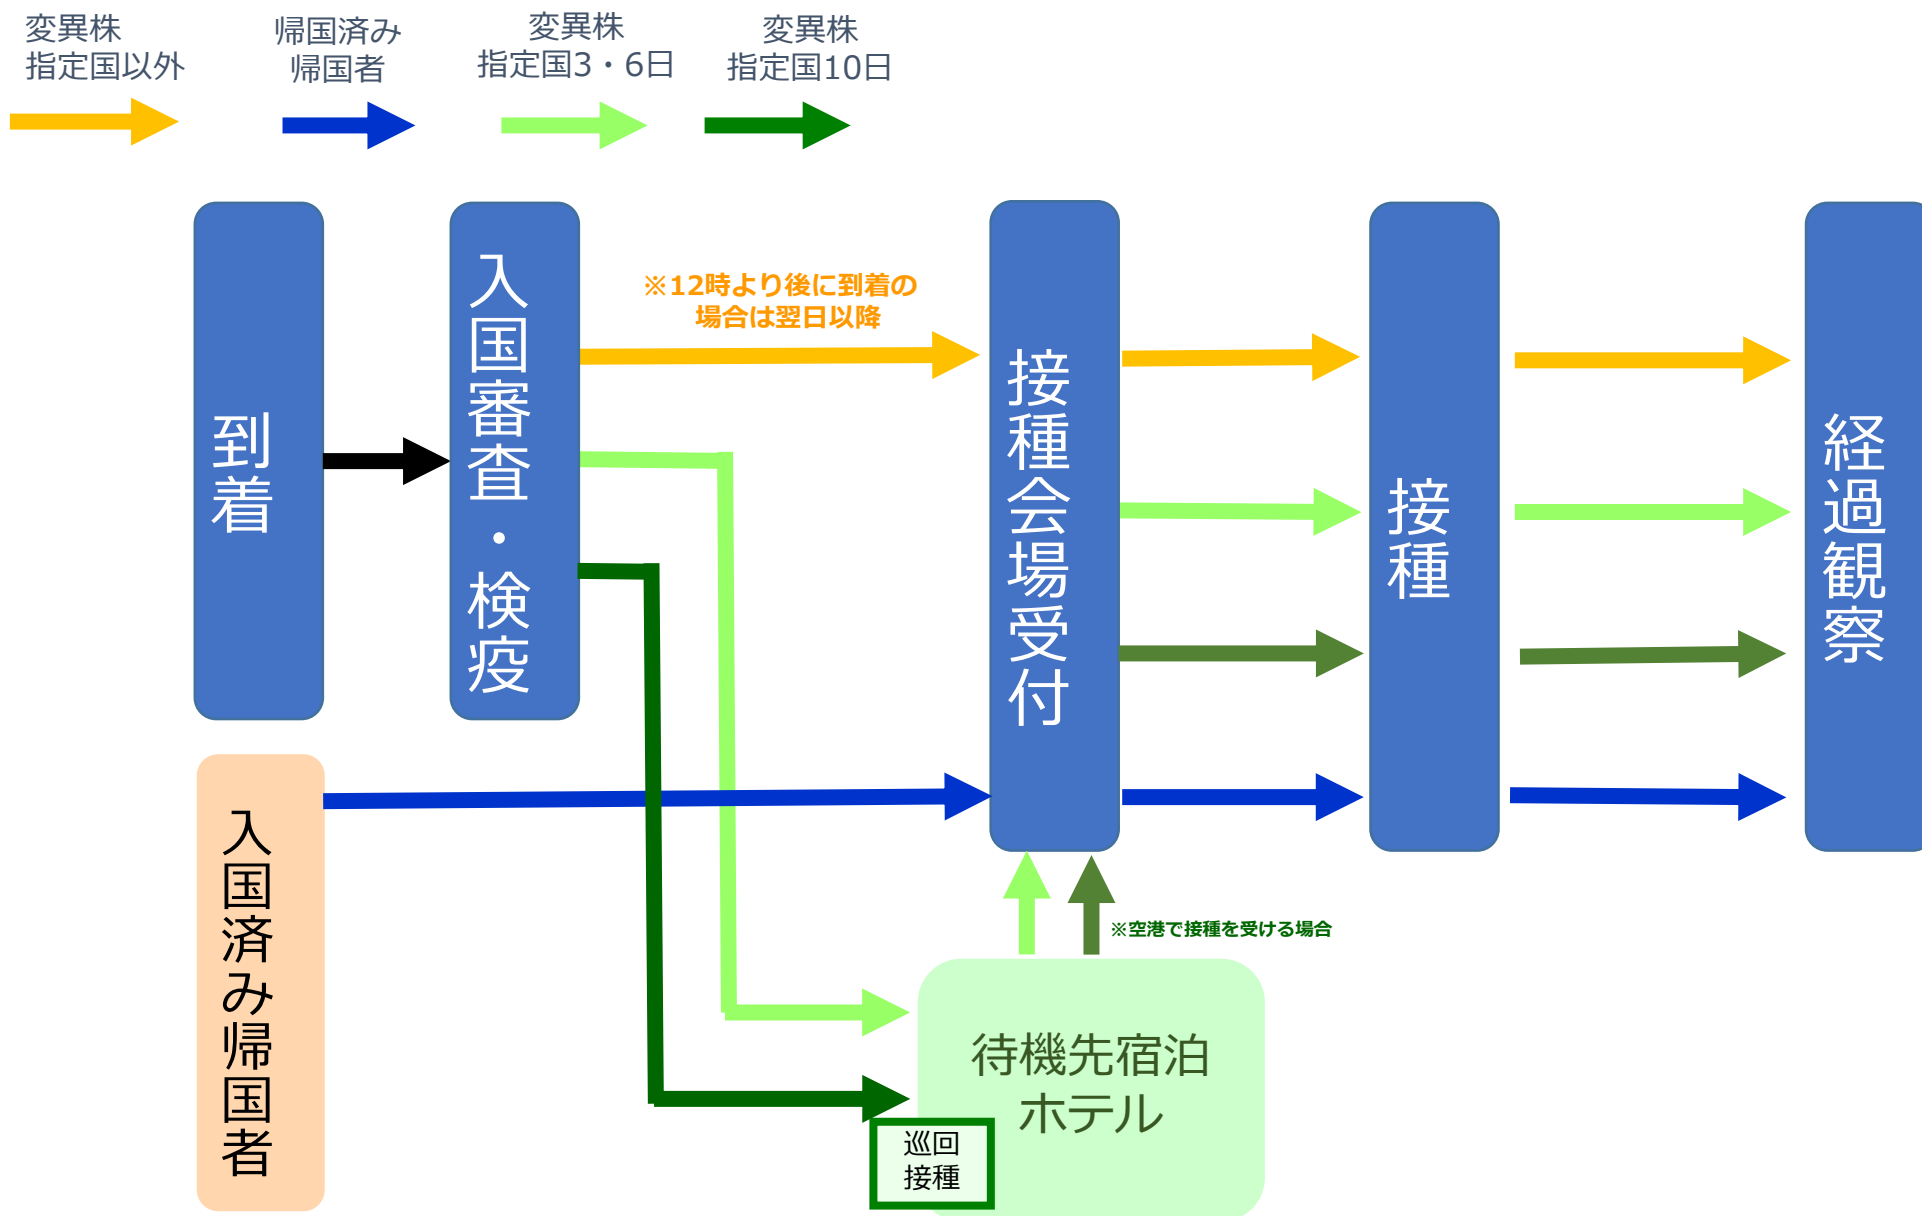 変異株
指定国以外
帰国済み
帰国者
変異株
指定国3・6日
変異株
指定国10日
到着
入国審査・検疫
※12時より後に到着の
場合は翌日以降
接種会場受付
接種
経過観察
入国済み帰国者
※空港で接種を受ける場合
待機先宿泊
ホテル
巡回
接種